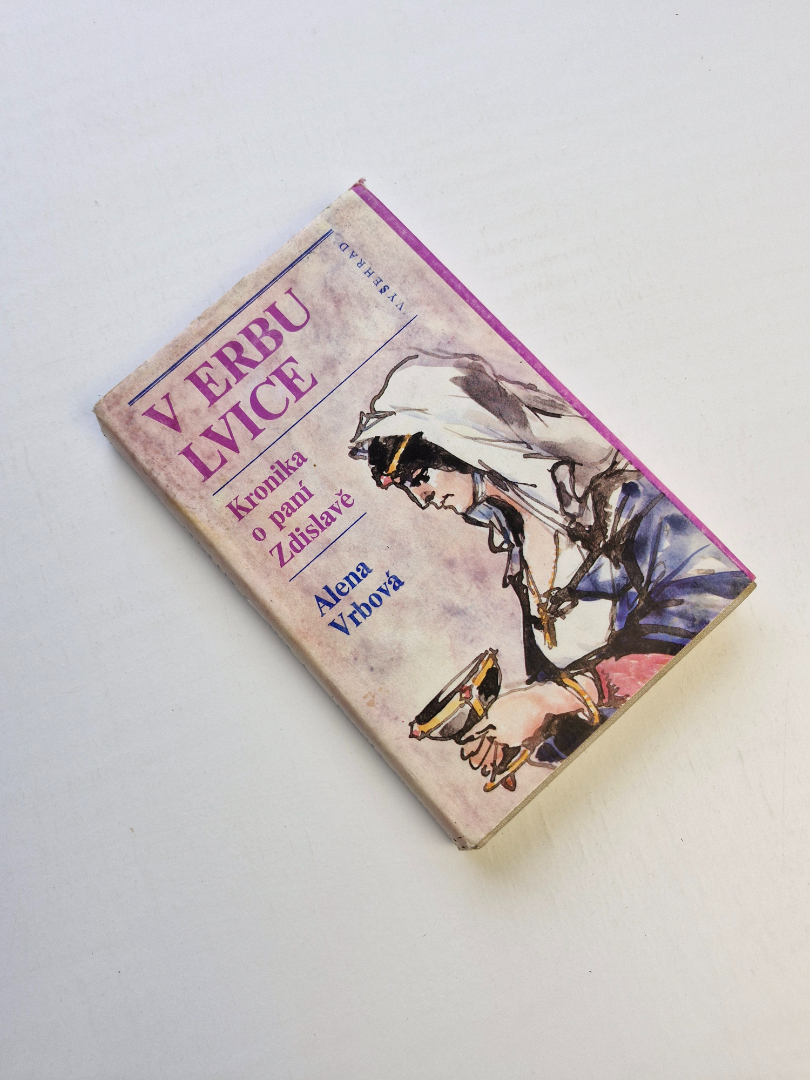 VYŠEHRAD
V ERBU
LVICE
Kronika
o paní
Zdislavě
Alena
Vrbová